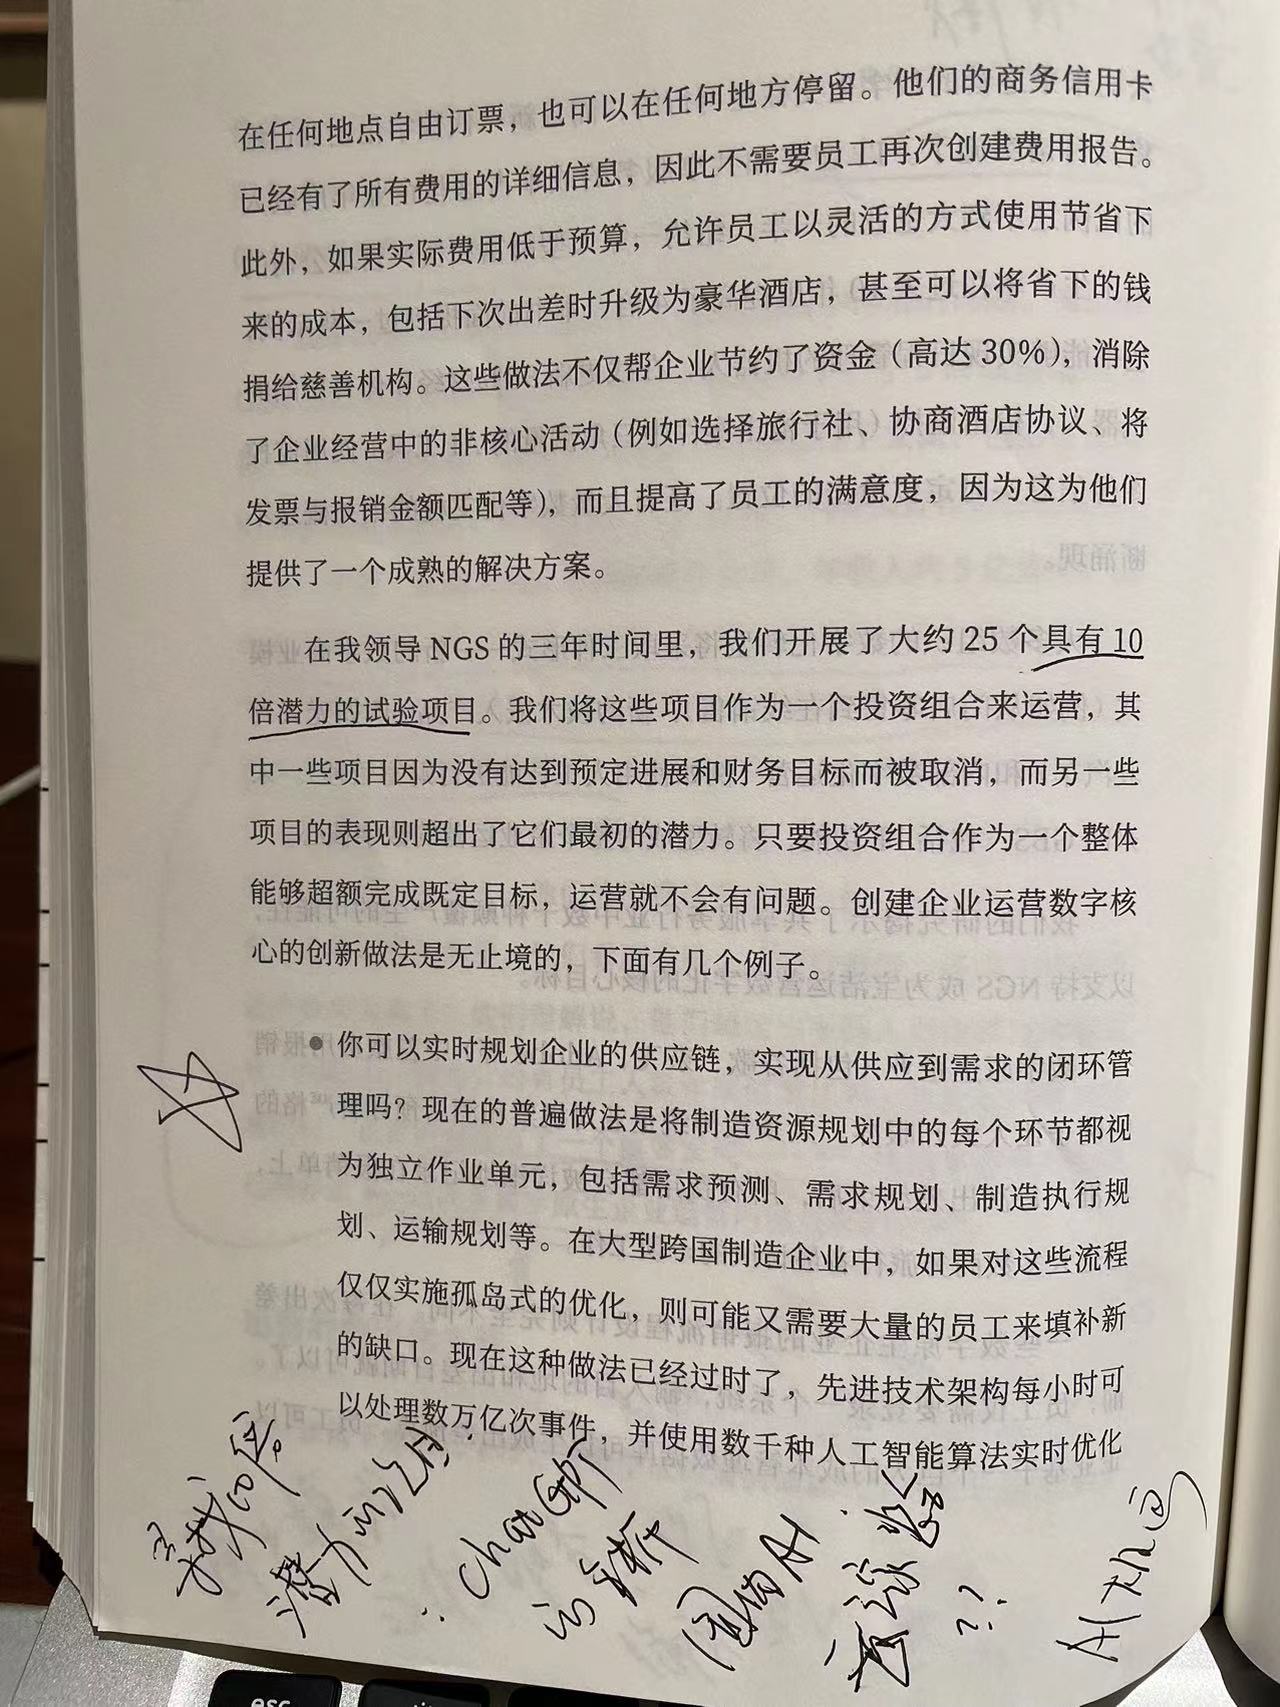 在任何地点自由订票，也可以在任何地方停留。他们的商务信用卡
已经有了所有费用的详细信息，因此不需要员工再次创建费用报告。
此外，如果实际费用低于预算，允许员工以灵活的方式使用节省下
来的成本，包括下次出差时升级为豪华酒店，甚至可以将省下的钱
捐给慈善机构。这些做法不仅帮企业节约了资金（高达 30%），消除
了企业经营中的非核心活动（例如选择旅行社、协商酒店协议、将
发票与报销金额匹配等），而且提高了员工的满意度，因为这为他们
提供了一个成熟的解决方案。
在我领导 NGS 的三年时间里，我们开展了大约 25 个具有 10
倍潜力的试验项目。我们将这些项目作为一个投资组合来运营，其
中一些项目因为没有达到预定进展和财务目标而被取消，而另一些
项目的表现则超出了它们最初的潜力。只要投资组合作为一个整体
能够超额完成既定目标，运营就不会有问题。创建企业运营数字核
心的创新做法是无止境的，下面有几个例子。
● 你可以实时规划企业的供应链，实现从供应到需求的闭环管
理吗？现在的普遍做法是将制造资源规划中的每个环节都视
为独立作业单元，包括需求预测、需求规划、制造执行规
划、运输规划等。在大型跨国制造企业中，如果对这些流程
仅仅实施孤岛式的优化，则可能又需要大量的员工来填补新
的缺口。现在这种做法已经过时了，先进技术架构每小时可
以处理数万亿次事件，并使用数千种人工智能算法实时优化
寻找10倍
潜力的项目
ChatGPT
国内AI
esc